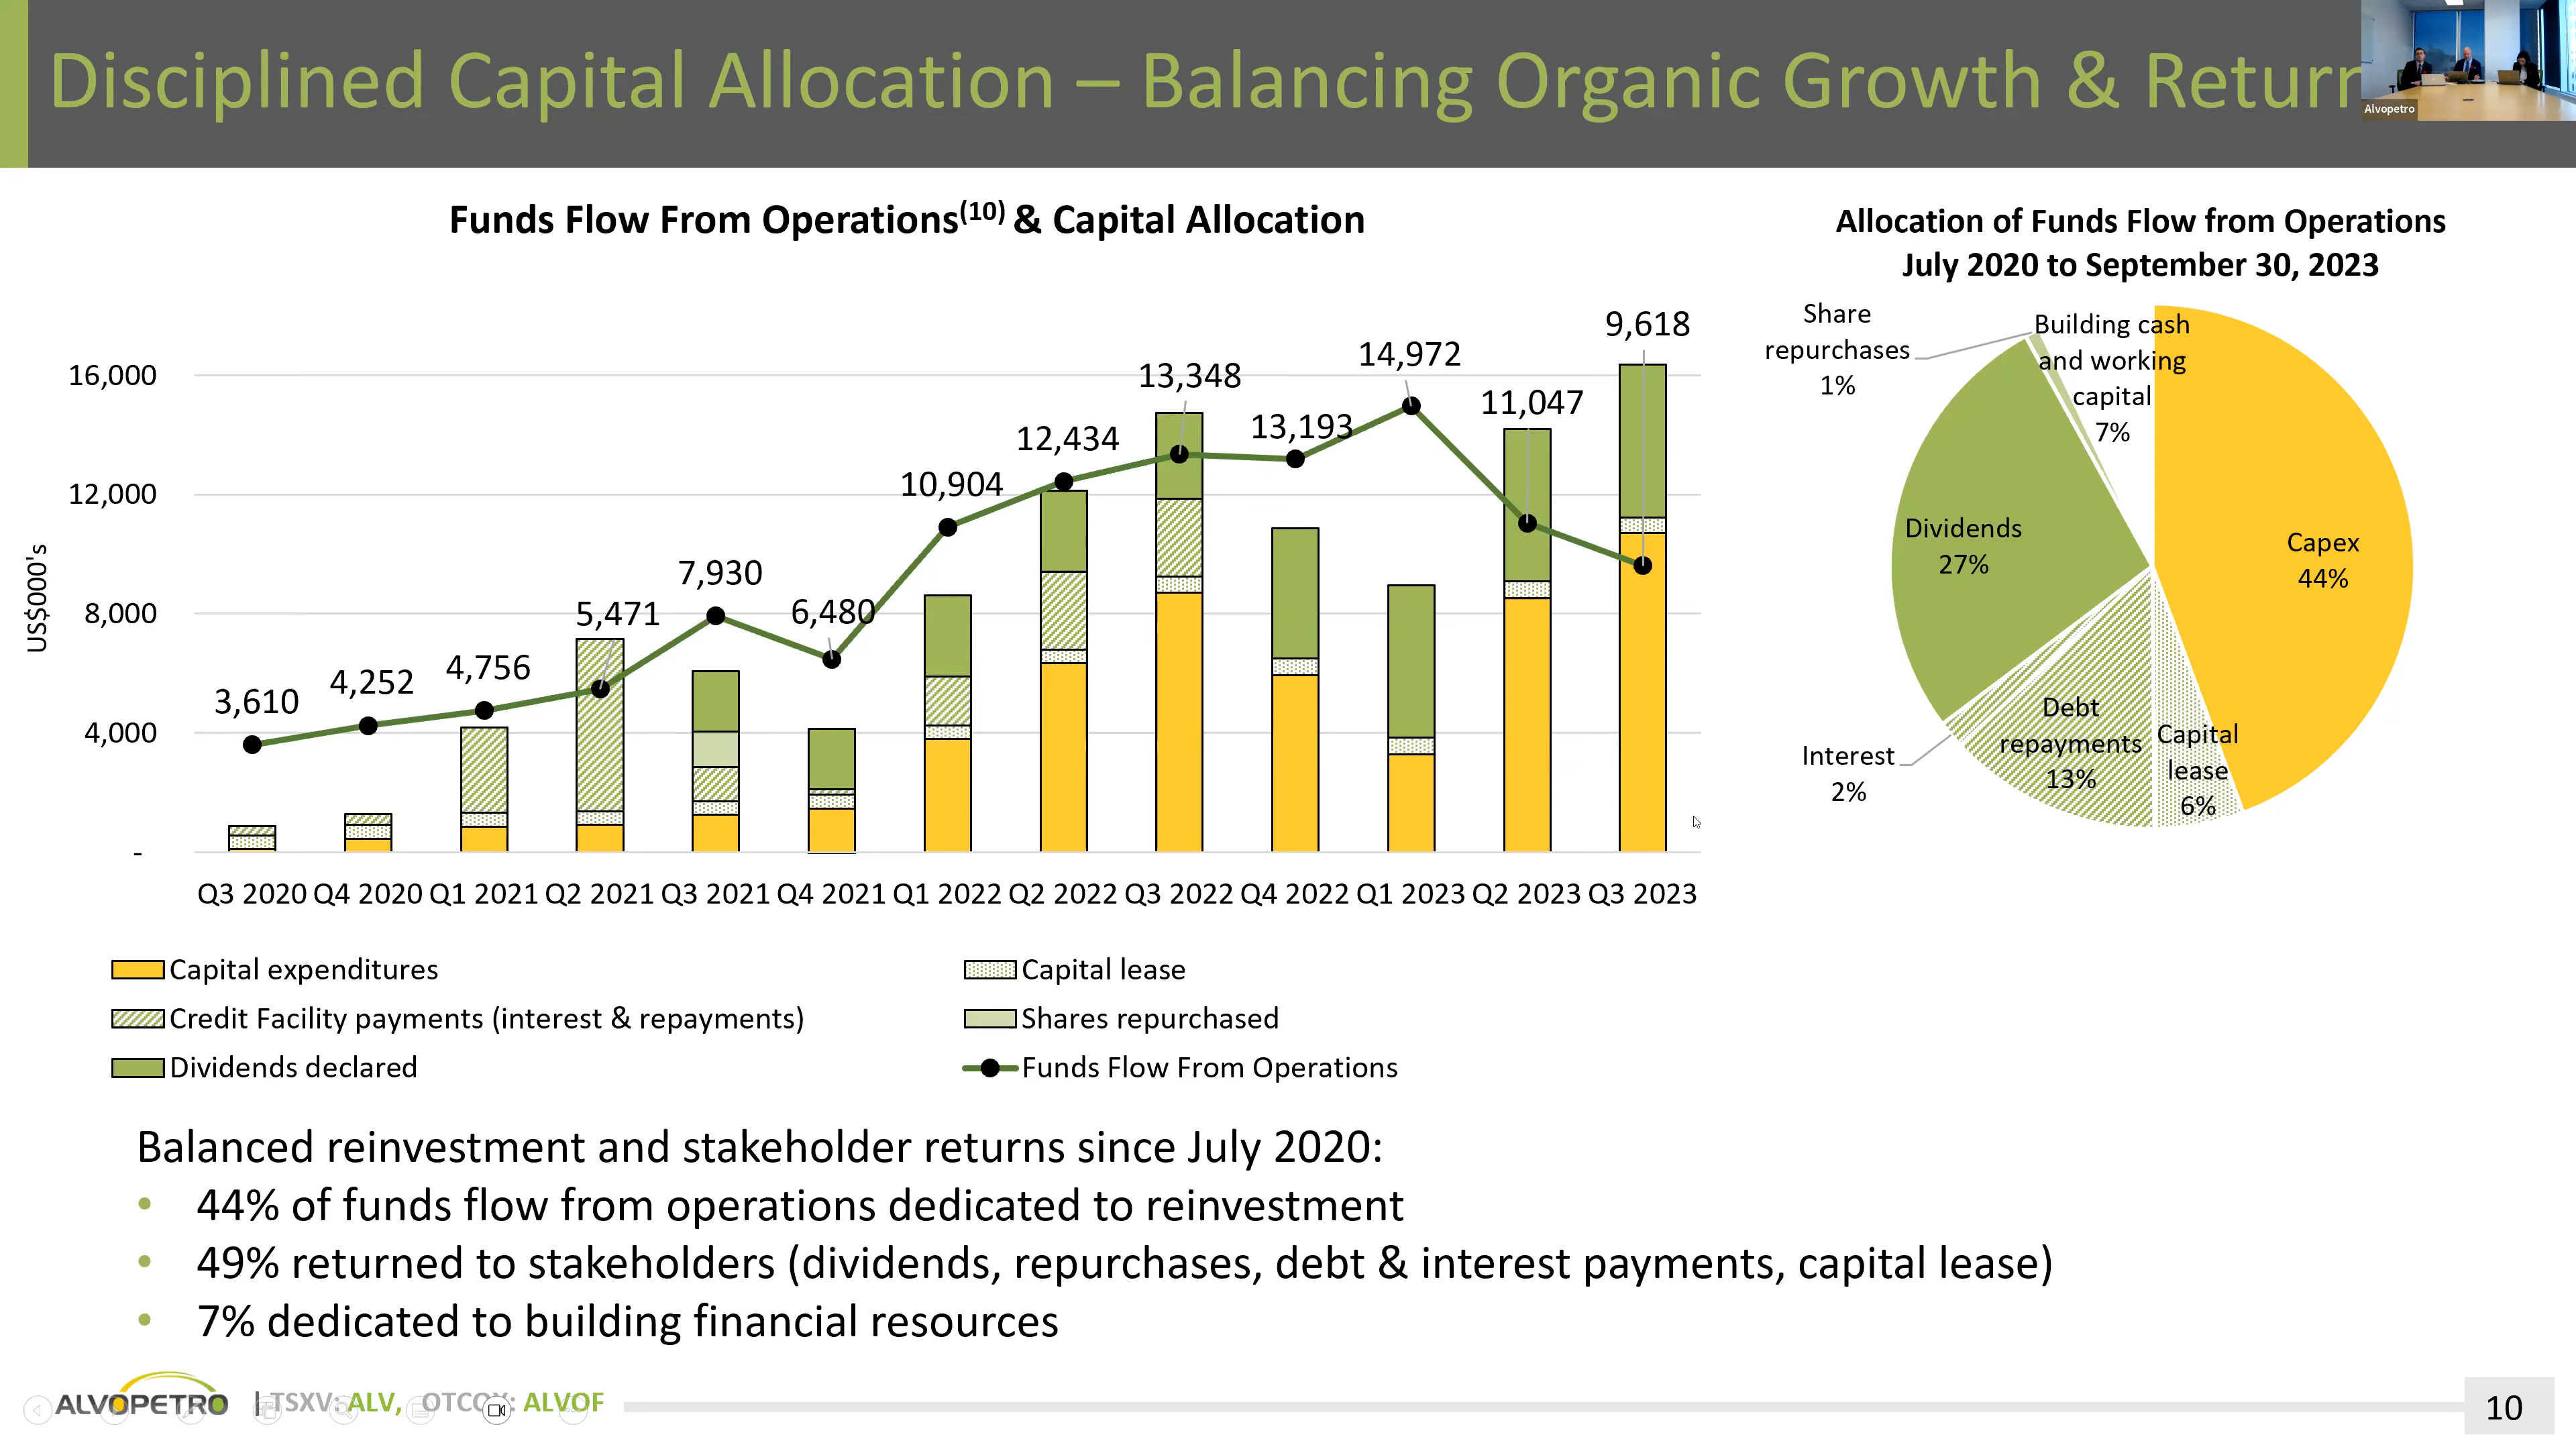 Disciplined Capital Allocation – Balancing Organic Growth & Return
Alvopetro
Funds Flow From Operations(10) & Capital Allocation
US$000's
16,000
12,000
8,000
4,000
-
3,610
4,252
4,756
5,471
7,930
6,480
10,904
12,434
13,348
13,193
14,972
11,047
9,618
Q3 2020 Q4 2020 Q1 2021 Q2 2021 Q3 2021 Q4 2021 Q1 2022 Q2 2022 Q3 2022 Q4 2022 Q1 2023 Q2 2023 Q3 2023
Capital expenditures
Capital lease
Credit Facility payments (interest & repayments)
Shares repurchased
Dividends declared
Funds Flow From Operations
Allocation of Funds Flow from Operations
July 2020 to September 30, 2023
Share
repurchases
1%
Building cash
and working
capital
7%
Dividends
27%
Capex
44%
Interest
2%
Debt
repayments
13%
Capital
lease
6%
Balanced reinvestment and stakeholder returns since July 2020:
• 44% of funds flow from operations dedicated to reinvestment
• 49% returned to stakeholders (dividends, repurchases, debt & interest payments, capital lease)
• 7% dedicated to building financial resources
ALVOPETRO | TSXV: ALV, OTCQX: ALVOF
10